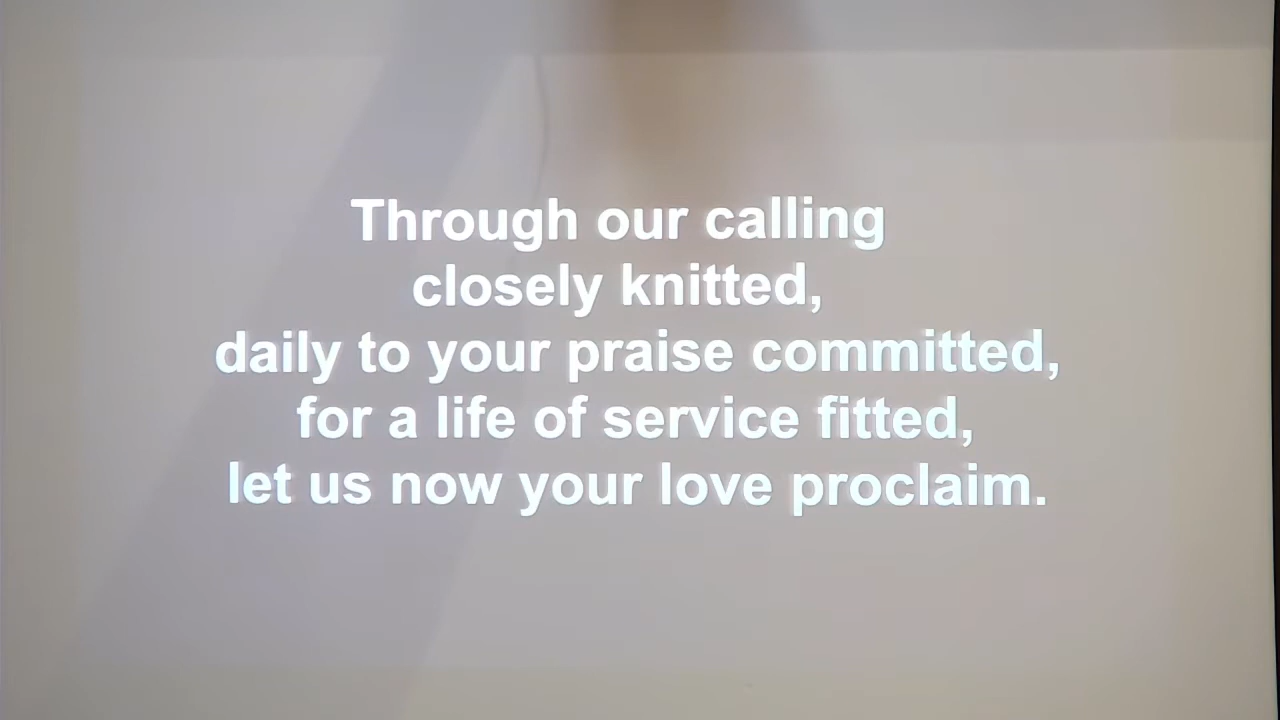 Through our calling
closely knitted,
daily to your praise committed,
for a life of service fitted,
let us now your love proclaim.